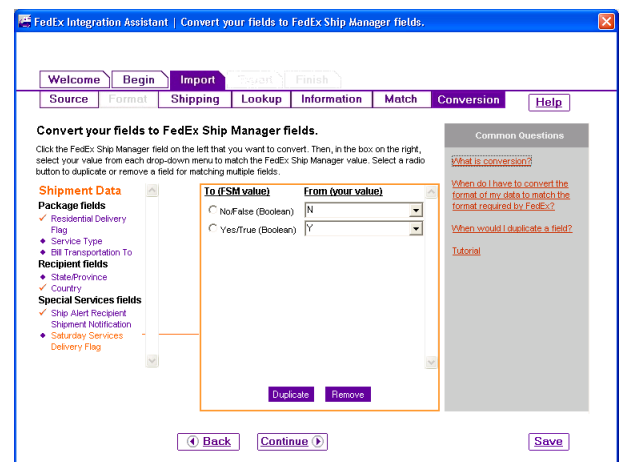 FedEx Integration Assistant | Convert your fields to FedEx Ship Manager fields.
Welcome Begin Import Export Finish
Source Format Shipping Lookup Information Match Conversion Help
Convert your fields to FedEx Ship Manager fields.
Click the FedEx Ship Manager field on the left that you want to convert. Then, in the box on the right,
select your value from each drop-down menu to match the FedEx Ship Manager value. Select a radio
button to duplicate or remove a field for matching multiple fields.
Shipment Data
Package fields
Residential Delivery
Flag
Service Type
Bill Transportation To
Recipient fields
State/Province
Country
Special Services fields
Ship Alert Recipient
Shipment Notification
Saturday Services
Delivery Flag
To (FSM value) From (your value)
No/False (Boolean) N
Yes/True (Boolean) Y
Duplicate Remove
Common Questions
What is conversion?
When do I have to convert the
format of my data to match the
format required by FedEx?
When would I duplicate a field?
Tutorial
Back Continue Save